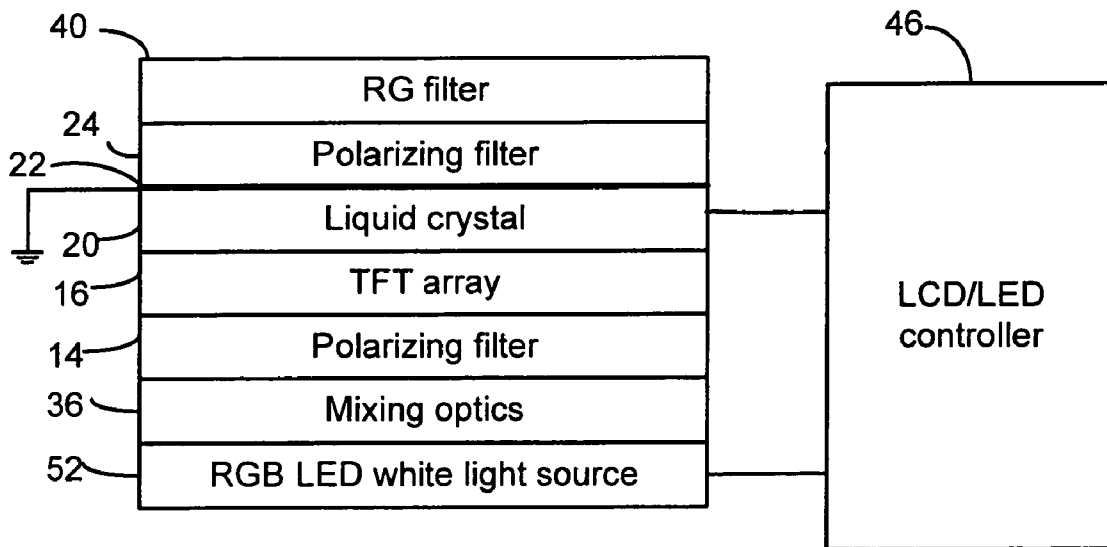 40
46
RG filter
24
Polarizing filter
22
Liquid crystal
20
TFT array
16
LCD/LED
controller
Polarizing filter
14
Mixing optics
36
RGB LED white light source
52